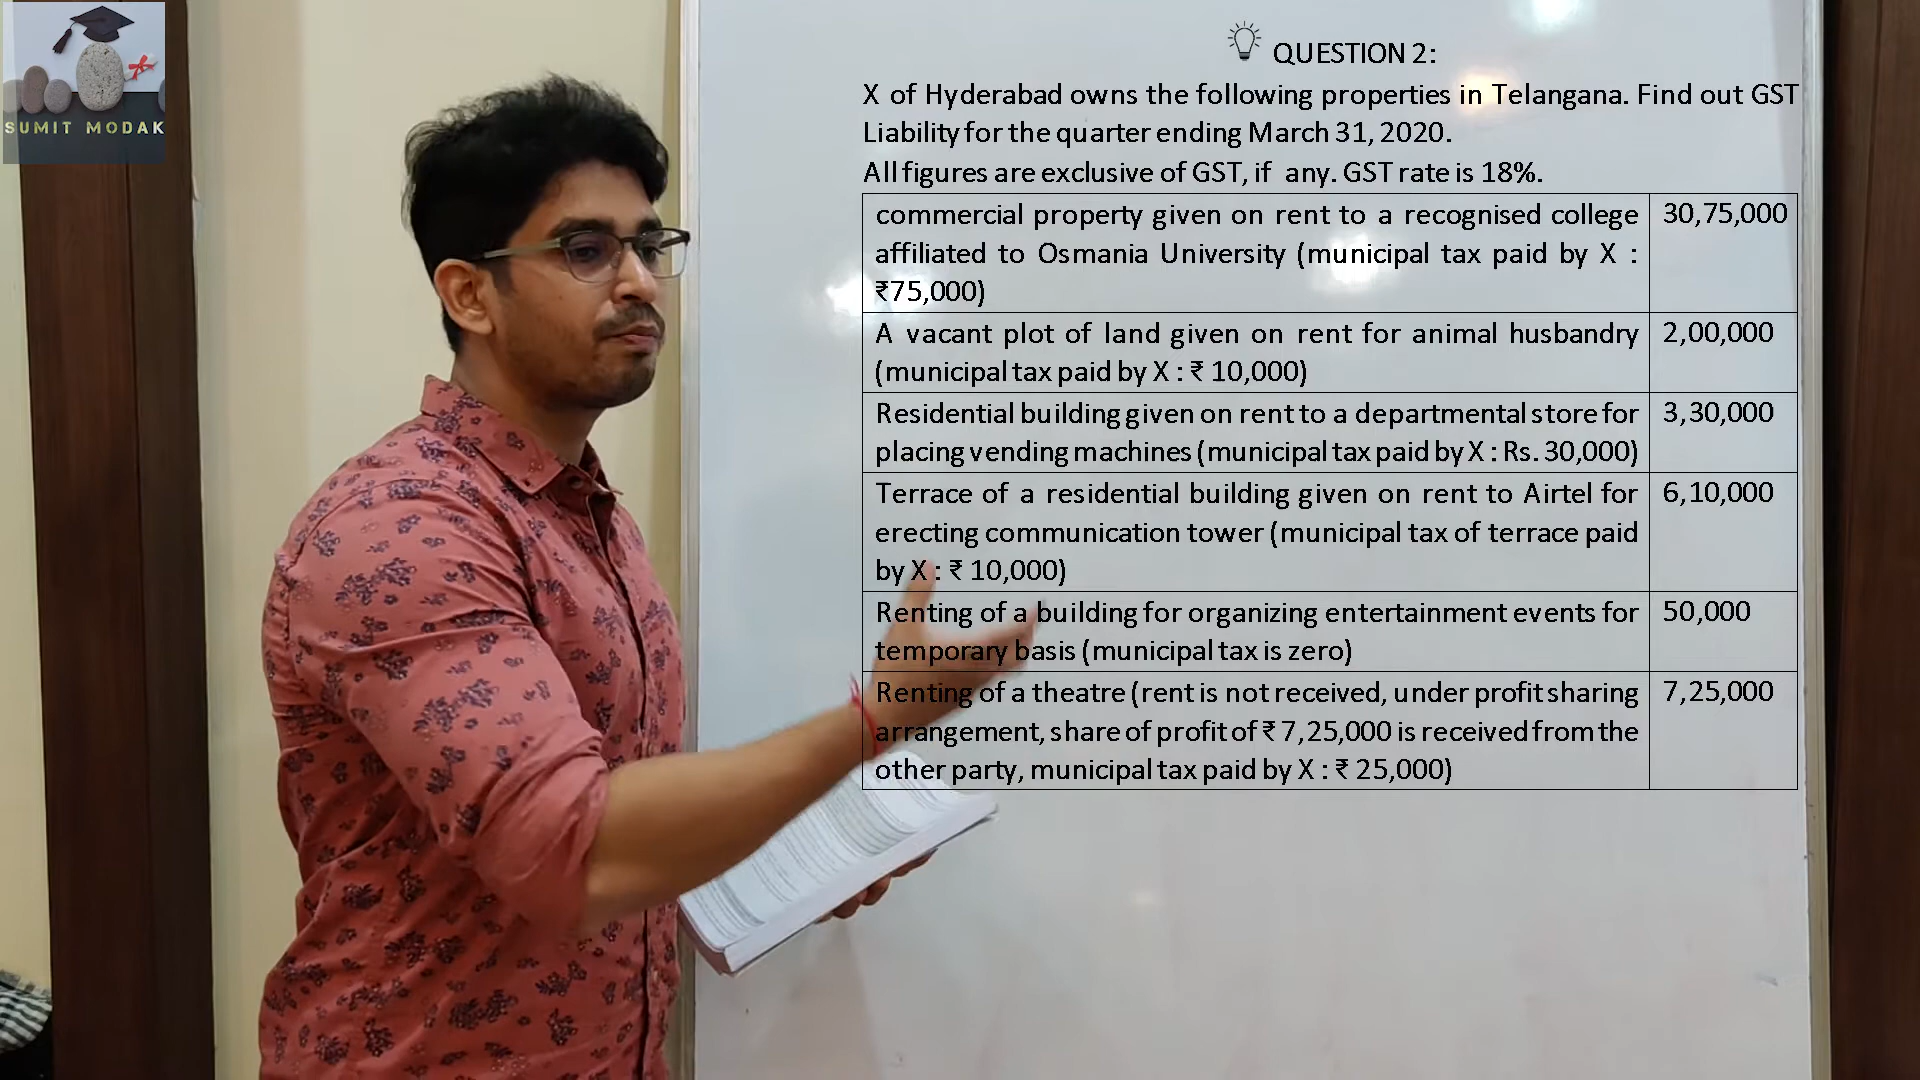 SUMIT MODAK
QUESTION 2:
X of Hyderabad owns the following properties in Telangana. Find out GST
Liability for the quarter ending March 31, 2020.
All figures are exclusive of GST, if any. GST rate is 18%.
commercial property given on rent to a recognised college 30,75,000
affiliated to Osmania University (municipal tax paid by X :
₹75,000)
A vacant plot of land given on rent for animal husbandry 2,00,000
(municipal tax paid by X : ₹ 10,000)
Residential building given on rent to a departmental store for 3,30,000
placing vending machines (municipal tax paid by X : Rs. 30,000)
Terrace of a residential building given on rent to Airtel for 6,10,000
erecting communication tower (municipal tax of terrace paid
by X : ₹ 10,000)
Renting of a building for organizing entertainment events for 50,000
temporary basis (municipal tax is zero)
Renting of a theatre (rent is not received, under profit sharing 7,25,000
arrangement, share of profit of ₹ 7,25,000 is received from the
other party, municipal tax paid by X : ₹ 25,000)